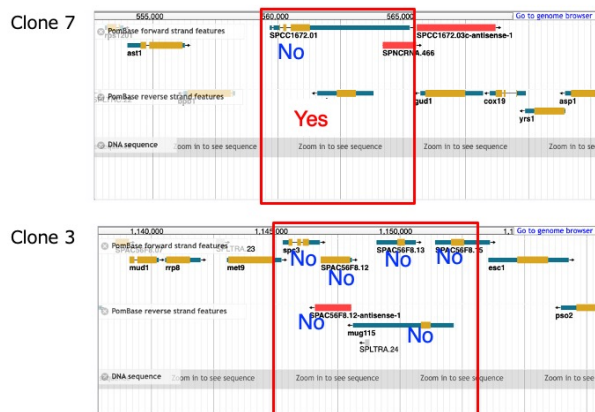 Clone 7
555,000 560,000 565,000 Go to genome browser
PomBase forward strand features
rps1201 SPCC1672.01 SPCC1672.03c-antisense-1
ast1 No SPNCRNA.466
PomBase reverse strand features
gud1 cox19 asp1
Yes yrs1
DNA sequence Zoom in to see sequence Zoom in to see sequence Zoom in to see sequence Zoom in
Clone 3
1,140,000 1,145,000 1,150,000 Go to genome browser
PomBase forward strand features
SPAC56F8.07 SPLTRA.23 spc3 SPAC56F8.13 SPAC56F8.15 esc1
mud1 rrp8 met9 No SPAC56F8.12 No No
No
PomBase reverse strand features
SPAC56F8.12-antisense-1 pso2
No mug115 No
SPLTRA.24
DNA sequence Zoom in to see sequence Zoom in to see sequence Zoom in to see sequence Zoom in